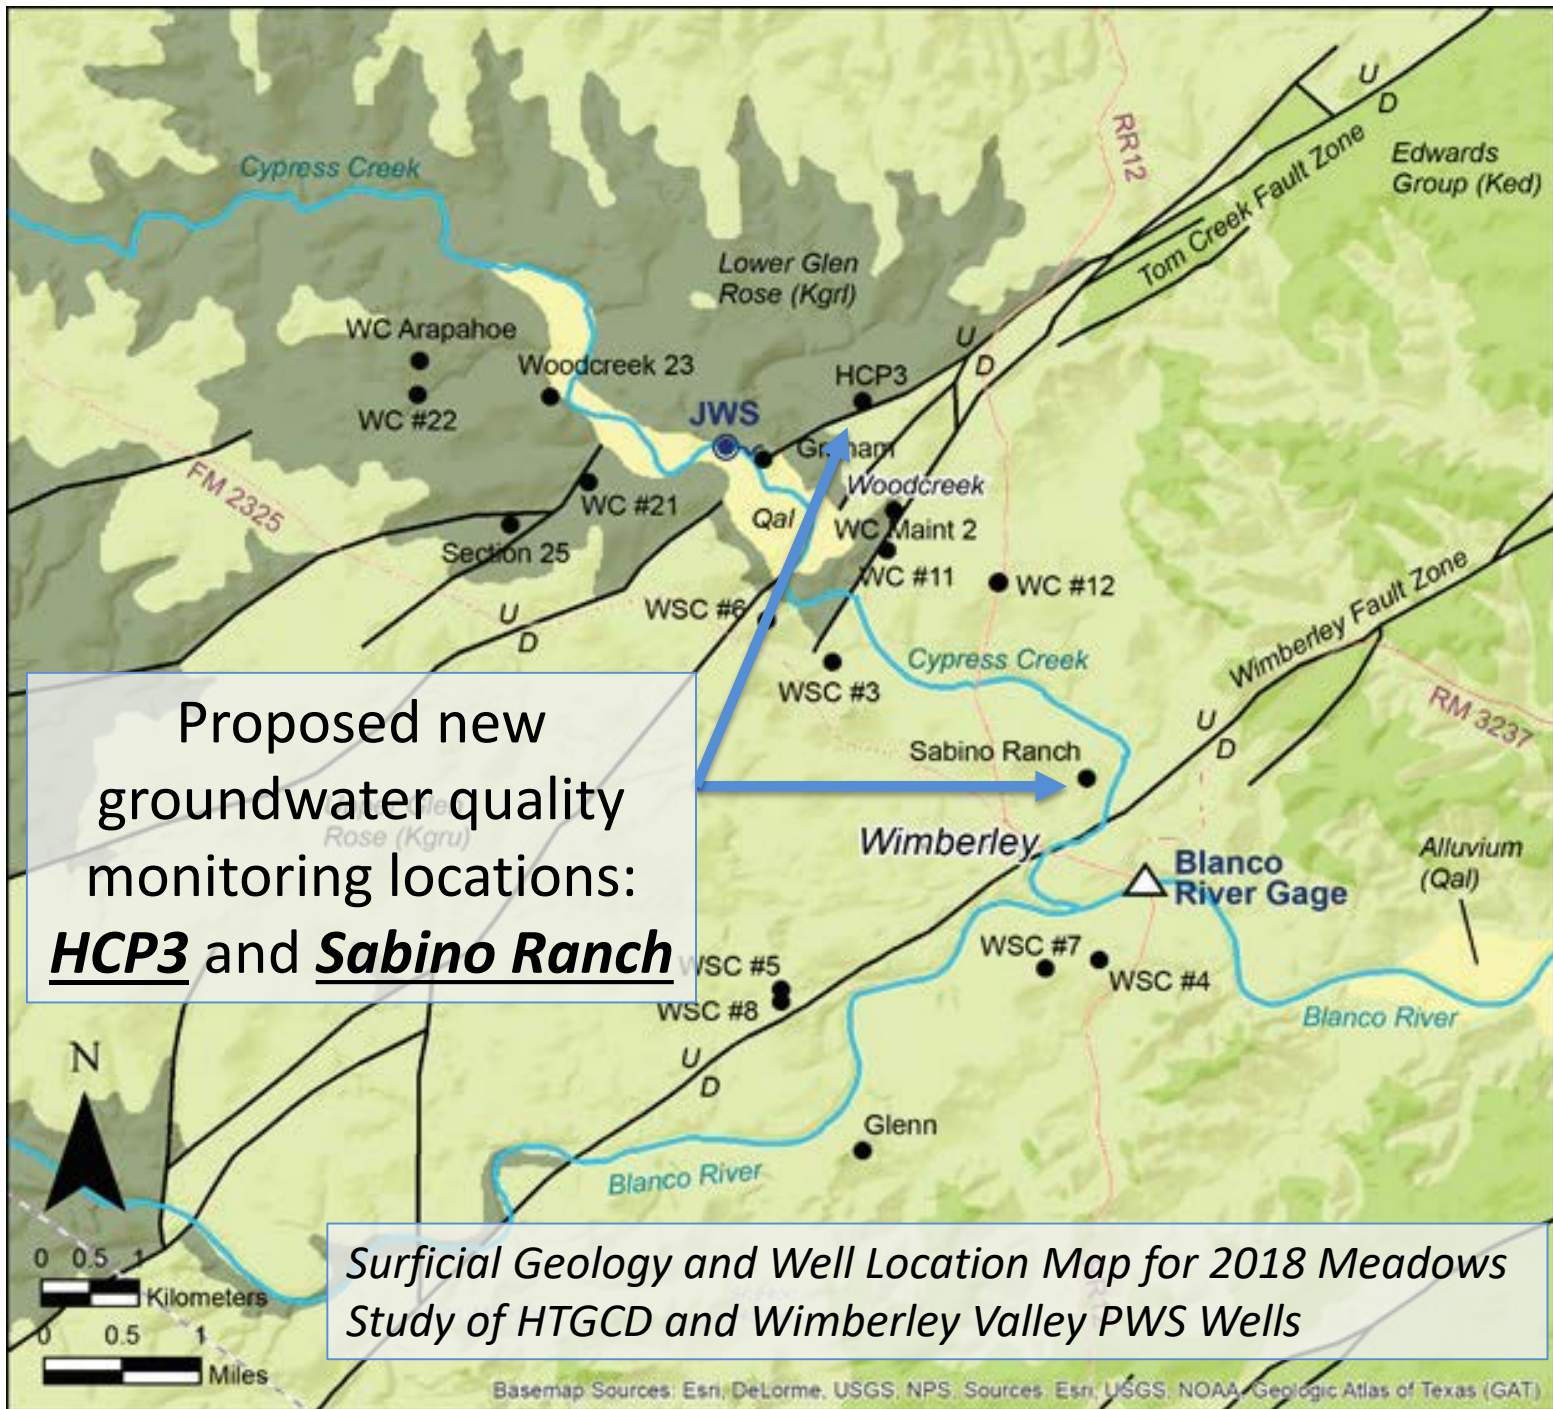 Cypress Creek
RR12
U
D
Edwards
Group (Ked)
Tom Creek Fault Zone
Lower Glen
Rose (Kgrl)
WC Arapahoe
Woodcreek 23
WC #22
HCP3
U
D
JWS
Graham
Woodcreek
FM 2325
WC #21
Qal
WC Maint 2
Section 25
WC #11
WC #12
WSC #6
U
D
Cypress Creek
Wimberley Fault Zone
WSC #3
RM 3237
U
D
Sabino Ranch
Proposed new
groundwater quality
monitoring locations:
HCP3 and Sabino Ranch
Upper Glen
Rose (Kgru)
Wimberley
Blanco
River Gage
Alluvium
(Qal)
WSC #7
WSC #4
WSC #5
WSC #8
Blanco River
N
U
D
Glenn
Blanco River
0 0.5 1
Kilometers
0 0.5 1
Miles
Surficial Geology and Well Location Map for 2018 Meadows
Study of HTGCD and Wimberley Valley PWS Wells
Basemap Sources: Esri, DeLorme, USGS, NPS, Sources: Esri, USGS, NOAA, Geologic Atlas of Texas (GAT)